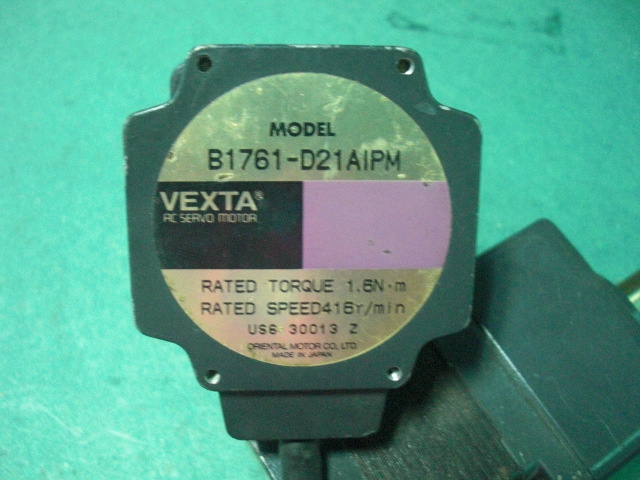 MODEL
B1761-D21AIPM
VEXTA®
AC SERVO MOTOR
RATED TORQUE 1.6N·m
RATED SPEED416r/min
US6 30013 Z
ORIENTAL MOTOR CO., LTD.
MADE IN JAPAN